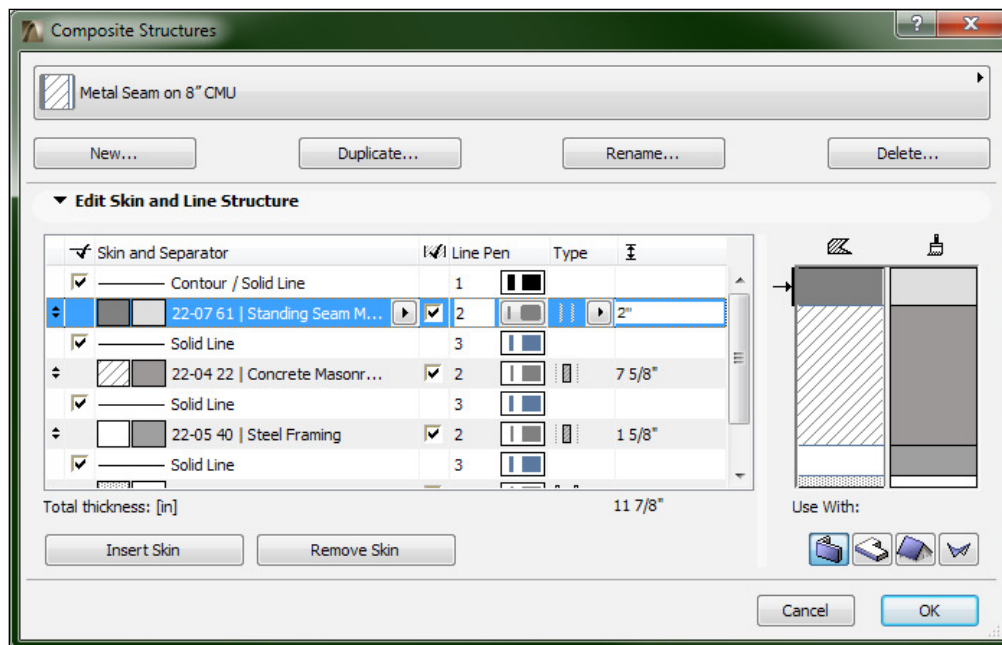 Composite Structures
Metal Seam on 8" CMU
New... Duplicate... Rename... Delete...
Edit Skin and Line Structure
Skin and Separator Line Pen Type
Contour / Solid Line 1
22-07 61 | Standing Seam M... 2 2"
Solid Line 3
22-04 22 | Concrete Masonr... 2 7 5/8"
Solid Line 3
22-05 40 | Steel Framing 2 1 5/8"
Solid Line 3
Total thickness: [in] 11 7/8" Use With:
Insert Skin Remove Skin
Cancel OK